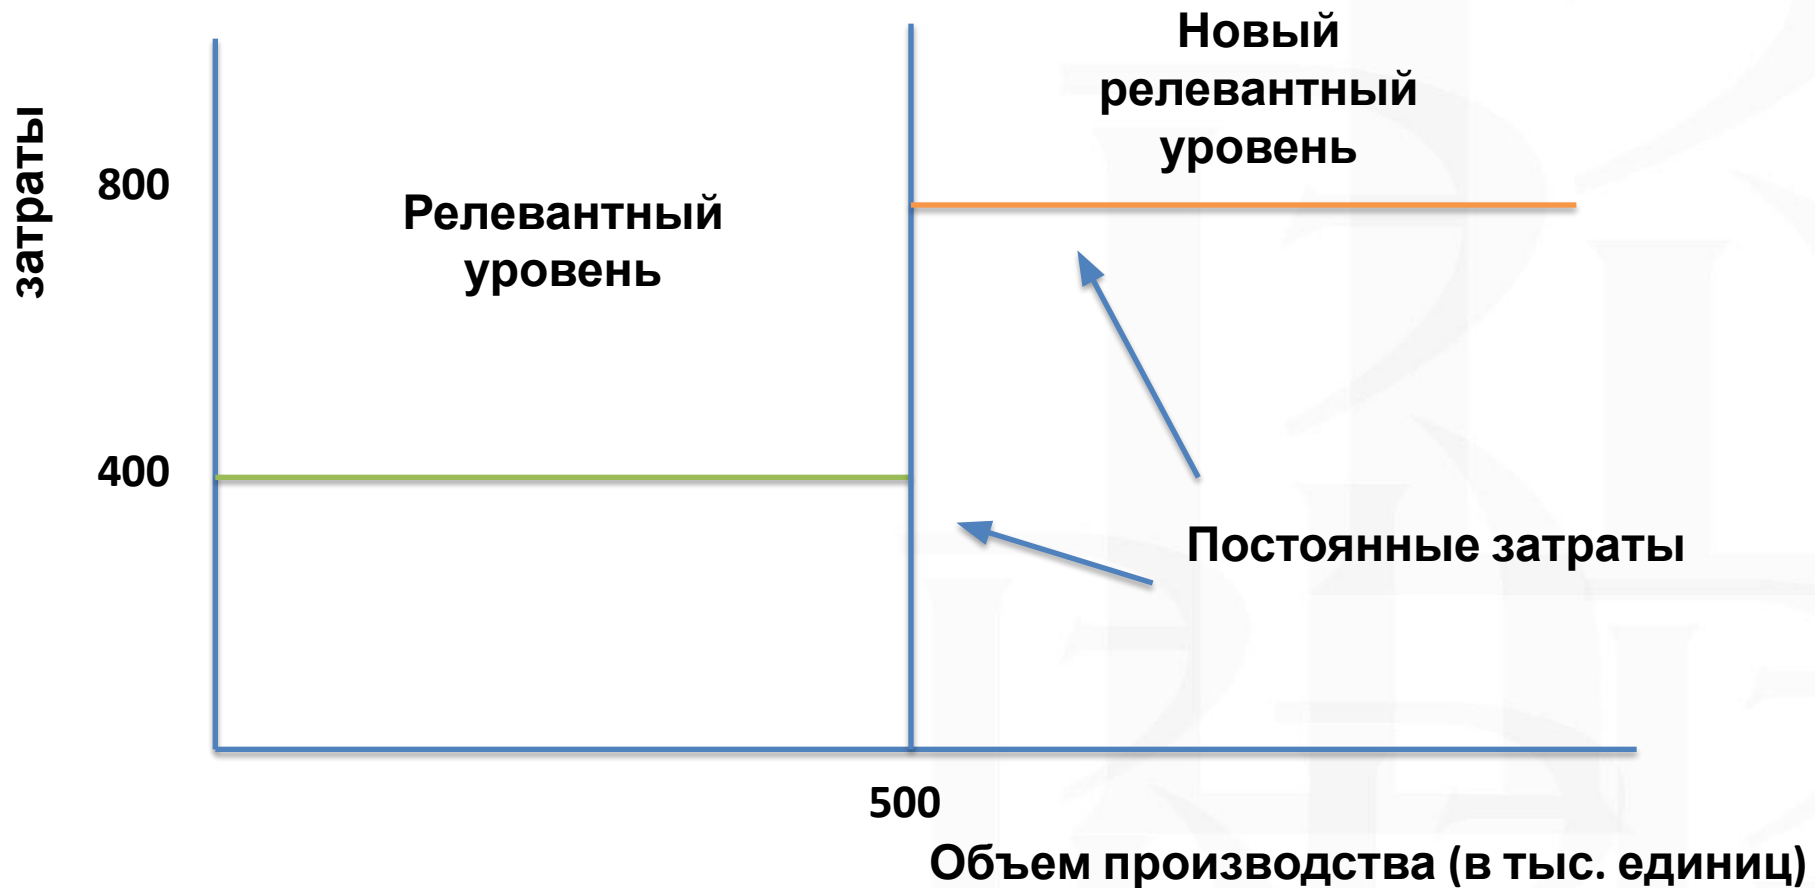 Новый
релевантный
уровень
затраты
800
Релевантный
уровень
400
Постоянные затраты
500
Объем производства (в тыс. единиц)